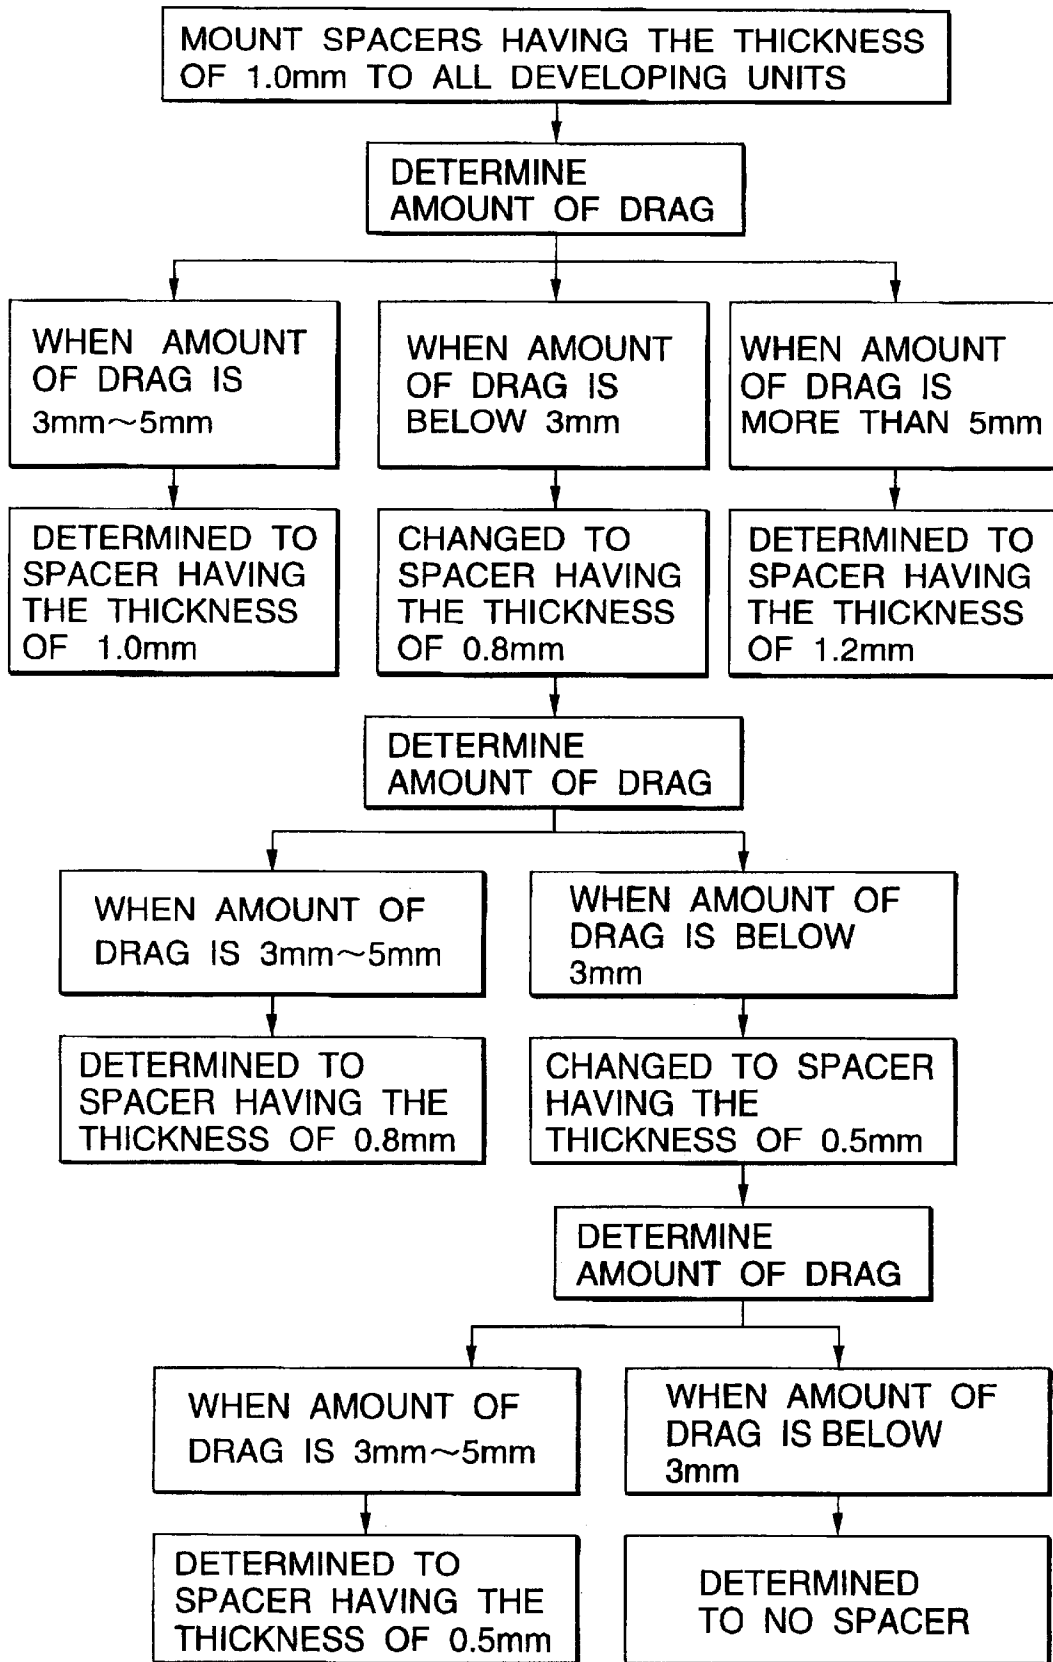 MOUNT SPACERS HAVING THE THICKNESS
OF 1.0mm TO ALL DEVELOPING UNITS
DETERMINE
AMOUNT OF DRAG
WHEN AMOUNT
OF DRAG IS
3mm~5mm
WHEN AMOUNT
OF DRAG IS
BELOW 3mm
WHEN AMOUNT
OF DRAG IS
MORE THAN 5mm
DETERMINED TO
SPACER HAVING
THE THICKNESS
OF 1.0mm
CHANGED TO
SPACER HAVING
THE THICKNESS
OF 0.8mm
DETERMINED TO
SPACER HAVING
THE THICKNESS
OF 1.2mm
DETERMINE
AMOUNT OF DRAG
WHEN AMOUNT OF
DRAG IS 3mm~5mm
WHEN AMOUNT OF
DRAG IS BELOW
3mm
DETERMINED TO
SPACER HAVING THE
THICKNESS OF 0.8mm
CHANGED TO SPACER
HAVING THE
THICKNESS OF 0.5mm
DETERMINE
AMOUNT OF DRAG
WHEN AMOUNT OF
DRAG IS 3mm~5mm
WHEN AMOUNT OF
DRAG IS BELOW
3mm
DETERMINED TO
SPACER HAVING THE
THICKNESS OF 0.5mm
DETERMINED
TO NO SPACER